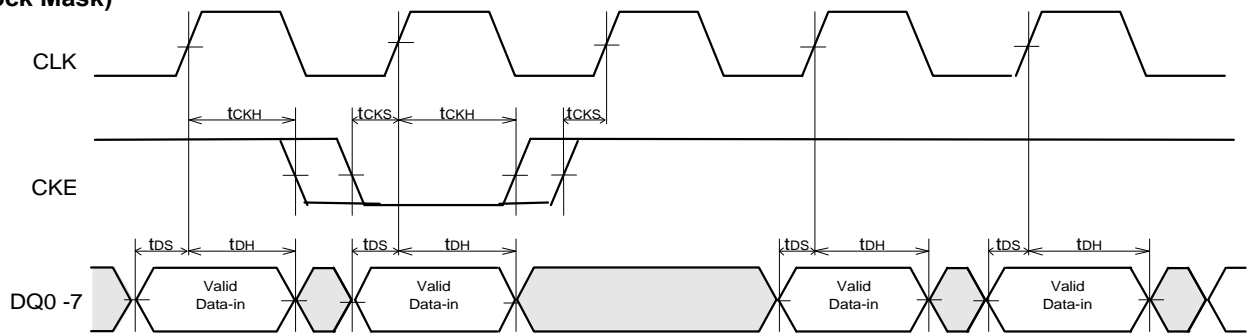 ock Mask)
CLK
tCKH tCKS tCKH tCKS
CKE
tDS tDH tDS tDH tDS tDH tDS tDH
DQ0 -7
Valid
Data-in
Valid
Data-in
Valid
Data-in
Valid
Data-in